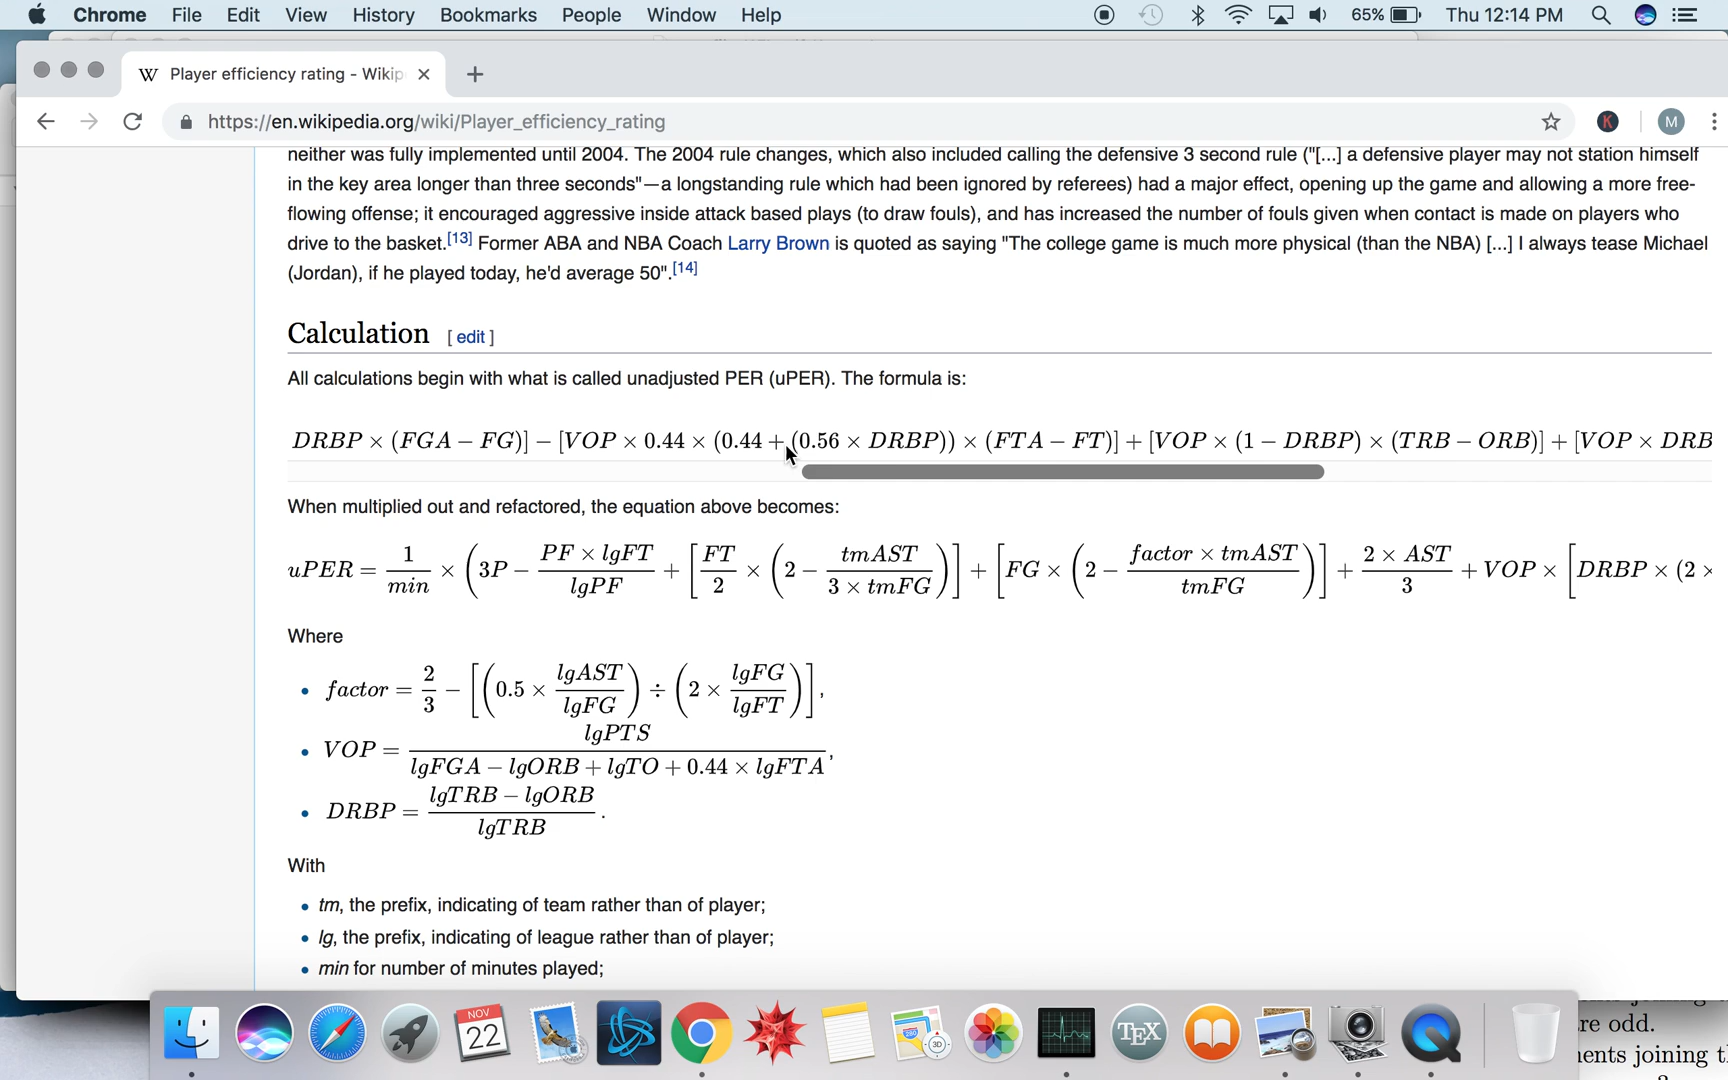 Chrome File Edit View History Bookmarks People Window Help 65% Thu 12:14 PM
W Player efficiency rating - Wikip
https://en.wikipedia.org/wiki/Player_efficiency_rating K M
neither was fully implemented until 2004. The 2004 rule changes, which also included calling the defensive 3 second rule ("[...] a defensive player may not station himself
in the key area longer than three seconds"—a longstanding rule which had been ignored by referees) had a major effect, opening up the game and allowing a more free-
flowing offense; it encouraged aggressive inside attack based plays (to draw fouls), and has increased the number of fouls given when contact is made on players who
drive to the basket.[13] Former ABA and NBA Coach Larry Brown is quoted as saying "The college game is much more physical (than the NBA) [...] I always tease Michael
(Jordan), if he played today, he'd average 50".[14]
Calculation [ edit ]
All calculations begin with what is called unadjusted PER (uPER). The formula is:
DRBP × (FGA − FG)] − [VOP × 0.44 × (0.44 + (0.56 × DRBP)) × (FTA − FT)] + [VOP × (1 − DRBP) × (TRB − ORB)] + [VOP × DRB
When multiplied out and refactored, the equation above becomes:
uPER = 1/min × (3P − PF × lgFT/lgPF + [FT/2 × (2 − tmAST/3 × tmFG)] + [FG × (2 − factor × tmAST/tmFG)] + 2 × AST/3 + VOP × [DRBP × (2 ×
Where
• factor = 2/3 − [(0.5 × lgAST/lgFG) ÷ (2 × lgFG/lgFT)],
• VOP = lgPTS/lgFGA − lgORB + lgTO + 0.44 × lgFTA,
• DRBP = lgTRB − lgORB/lgTRB.
With
• tm, the prefix, indicating of team rather than of player;
• lg, the prefix, indicating of league rather than of player;
• min for number of minutes played;
NOV
22
3D
TEX
re odd.
ents joining t